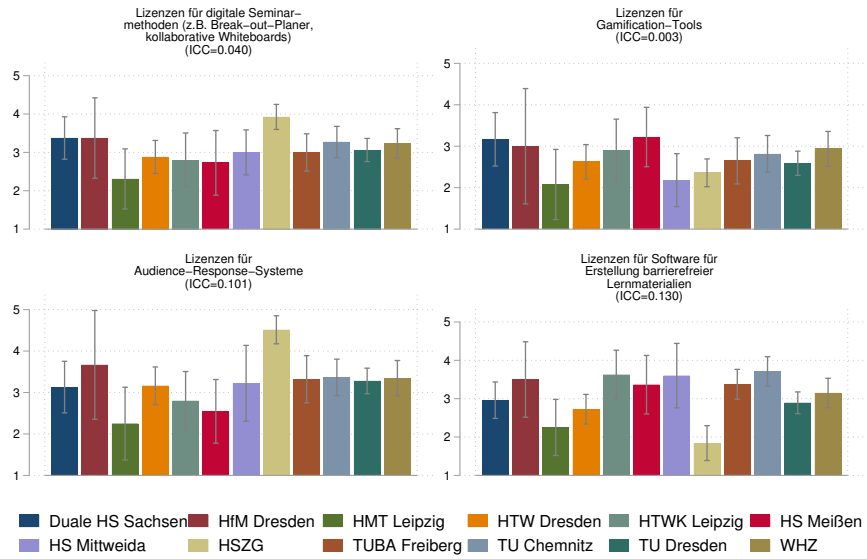 Lizenzen für digitale Seminar−
methoden (z.B. Break−out−Planer,
kollaborative Whiteboards)
(ICC=0.040)
5
4
3
2
1
Lizenzen für
Gamification−Tools
(ICC=0.003)
5
4
3
2
1
Lizenzen für
Audience−Response−Systeme
(ICC=0.101)
5
4
3
2
1
Lizenzen für Software für
Erstellung barrierefreier
Lernmaterialien
(ICC=0.130)
5
4
3
2
1
Duale HS Sachsen HfM Dresden HMT Leipzig HTW Dresden HTWK Leipzig HS Meißen
HS Mittweida HSZG TUBA Freiberg TU Chemnitz TU Dresden WHZ